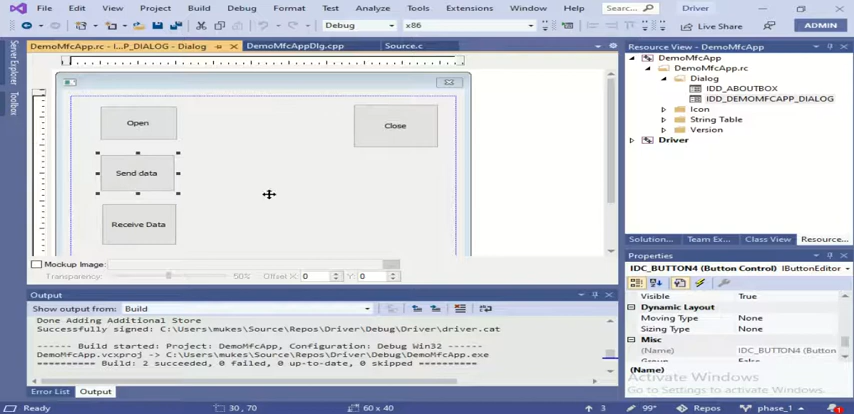 File Edit View Project Build Debug Design Format Test Analyze Tools Extensions Window Help Searc... Driver
Debug x86 Live Share ADMIN
Server Explorer
Toolbox
DemoMfcApp.rc - I...P_DIALOG - Dialog DemoMfcAppDlg.cpp Source.c
Open
Close
Send data
Receive Data
Mockup Image:
Transparency: 50% Offset X: 0 Y: 0
Output
Show output from: Build
Done Adding Additional Store
Successfully signed: C:\Users\mukes\Source\Repos\Driver\Debug\Driver\driver.cat
------ Build started: Project: DemoMfcApp, Configuration: Debug Win32 ------
DemoMfcApp.vcxproj -> C:\Users\mukes\Source\Repos\Driver\Debug\DemoMfcApp.exe
========== Build: 2 succeeded, 0 failed, 0 up-to-date, 0 skipped ==========
Error List Output
Resource View - DemoMfcApp
DemoMfcApp
DemoMfcApp.rc
Dialog
IDD_ABOUTBOX
IDD_DEMOMFCAPP_DIALOG
Icon
String Table
Version
Driver
Solution... Team Ex... Class View Resource...
Properties
IDC_BUTTON4 (Button Control) IButtonEditor
Visible True
Dynamic Layout
Moving Type None
Sizing Type None
Misc
(Name) IDC_BUTTON4 (Button
Group False
(Name)
Activate Windows
Go to Settings to activate Windows.
Ready 30, 70 60 x 40 3 99* Repos phase_1 1